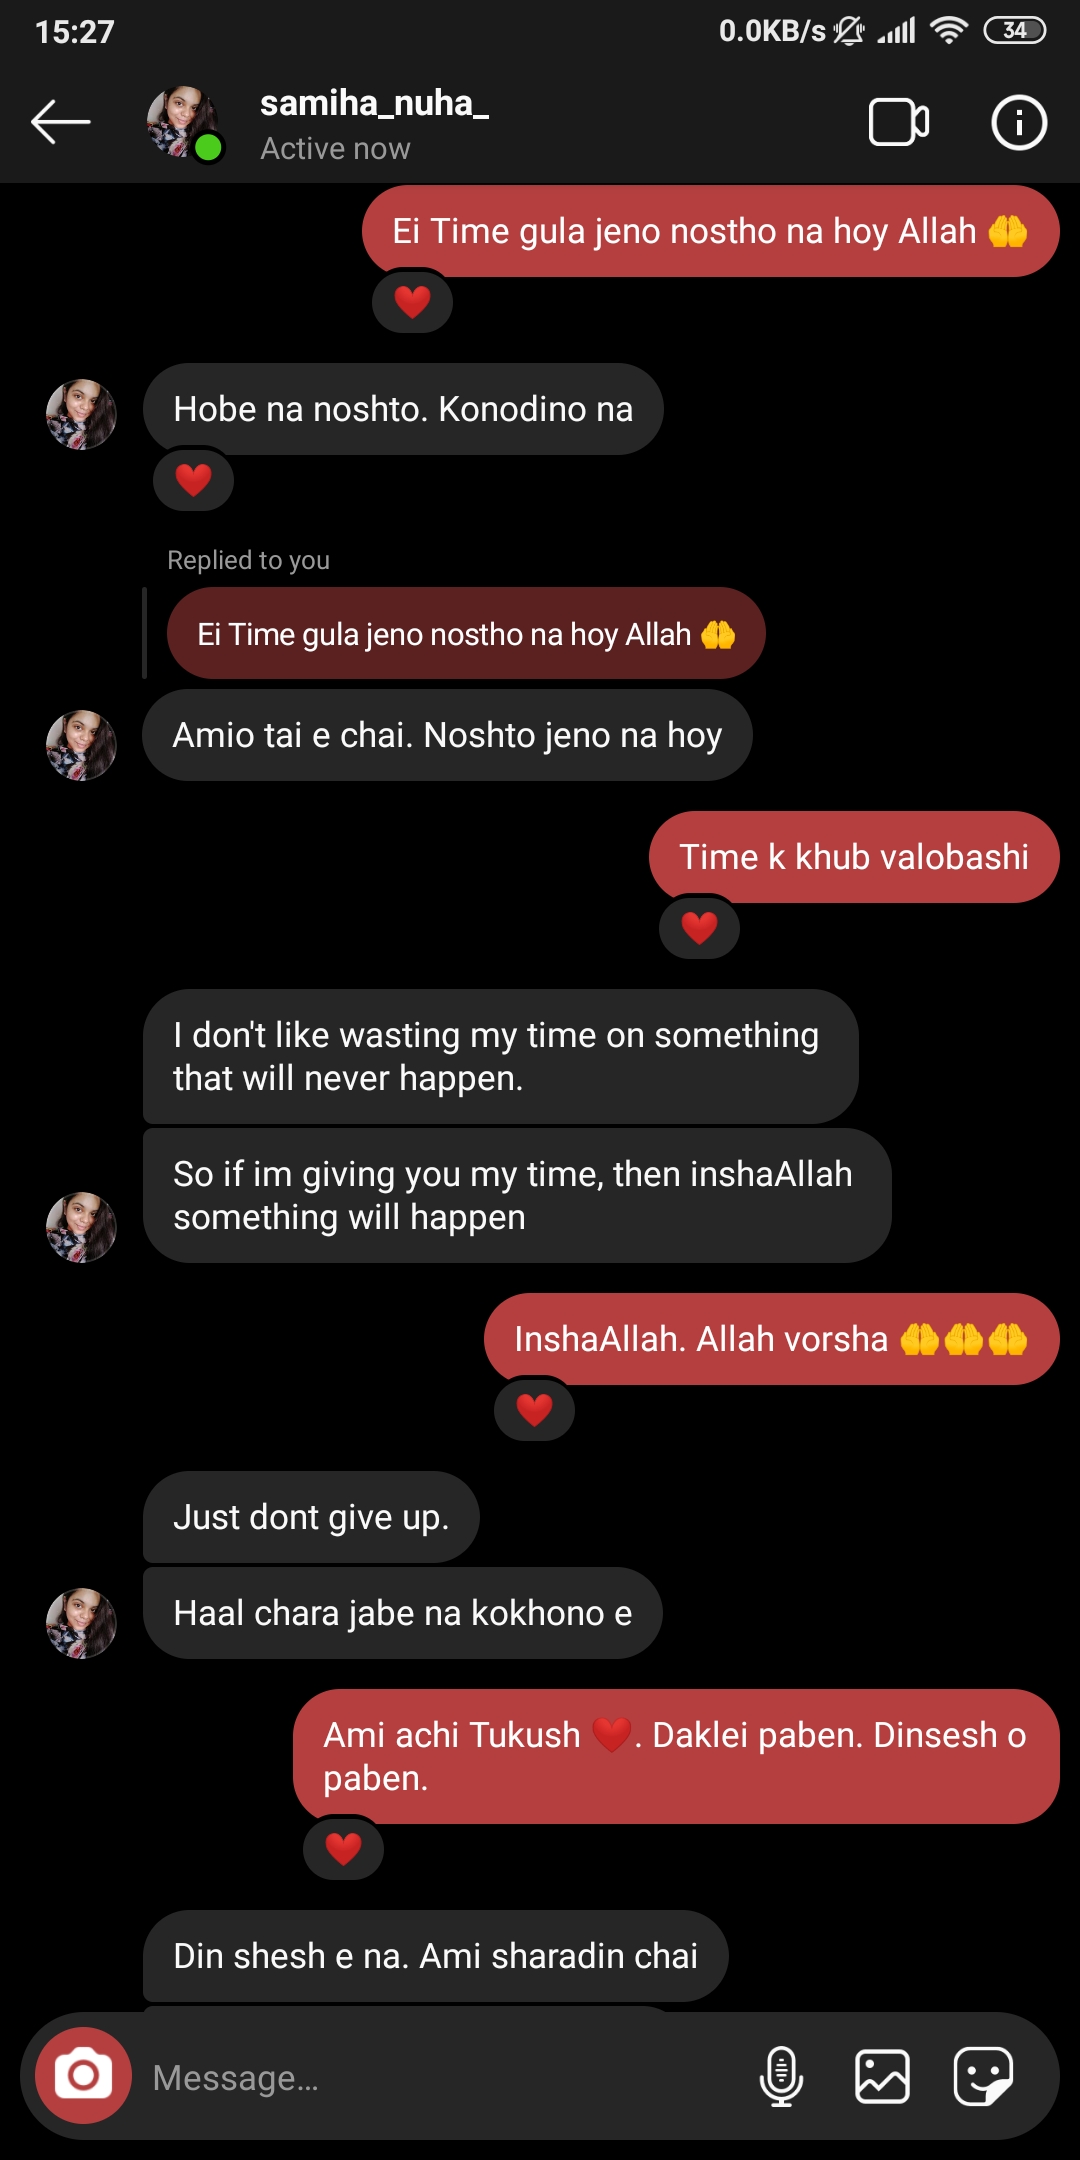 15:27
0.0KB/s
34
samiha_nuha_
Active now
Ei Time gula jeno nostho na hoy Allah 🤲
❤️
Hobe na noshto. Konodino na
❤️
Replied to you
Ei Time gula jeno nostho na hoy Allah 🤲
Amio tai e chai. Noshto jeno na hoy
Time k khub valobashi
❤️
I don't like wasting my time on something
that will never happen.
So if im giving you my time, then inshaAllah
something will happen
InshaAllah. Allah vorsha 🤲🤲🤲
❤️
Just dont give up.
Haal chara jabe na kokhono e
Ami achi Tukush ❤️. Daklei paben. Dinsesh o
paben.
❤️
Din shesh e na. Ami sharadin chai
Message...